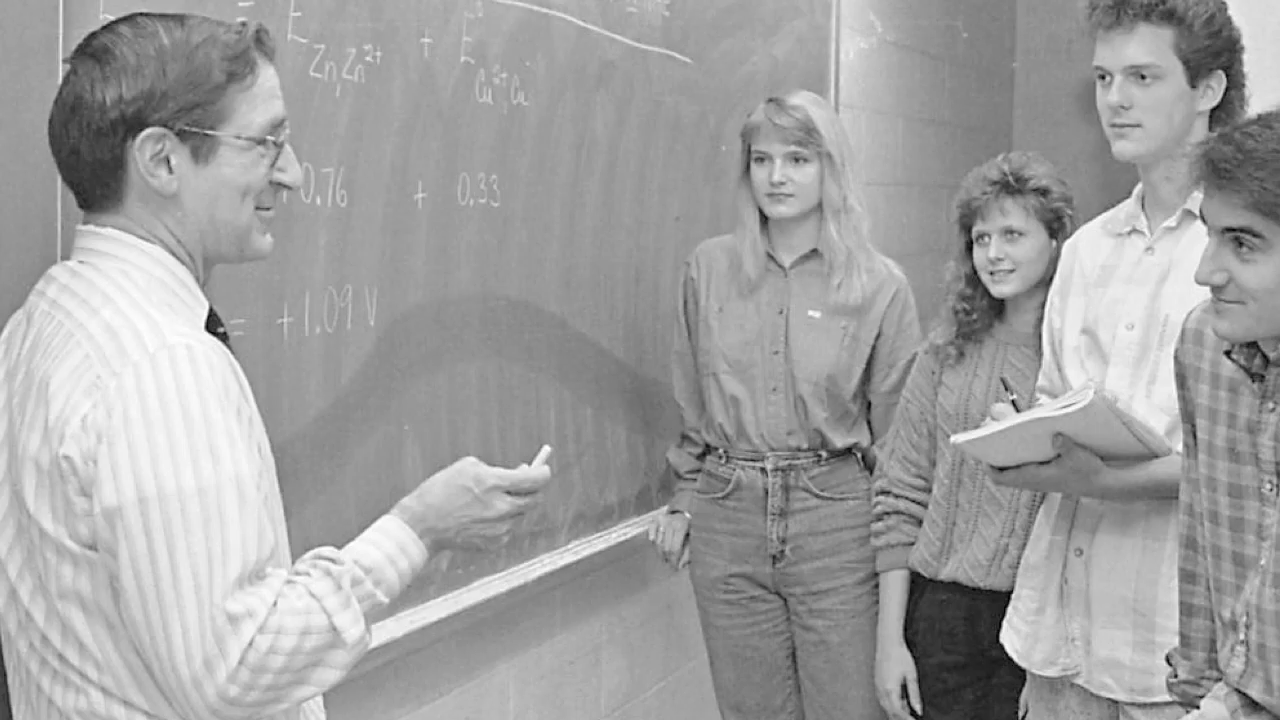 = E°Zn,Zn²⁺ + E°Cu²⁺,Cu
+0.76 + 0.33
= +1.09 V